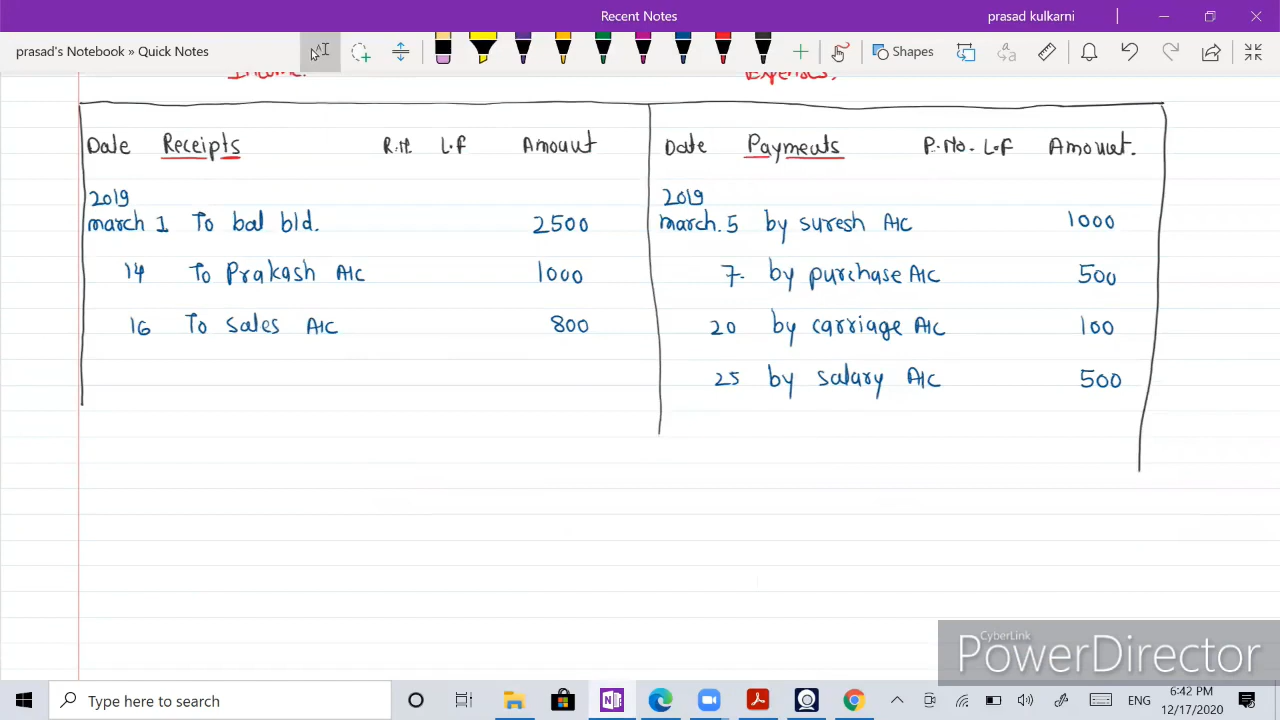 Recent Notes
prasad kulkarni
prasad's Notebook » Quick Notes
Shapes
Income.
Expenses.
Date Receipts R.N L.F Amount Date Payments P.No. L.F Amount.
2019 2019
march 1 To bal b/d. 2500 march. 5 by suresh A/C 1000
14 To Prakash A/C 1000 7. by purchase A/C 500
16 To sales A/C 800 20 by carriage A/C 100
25 by salary A/C 500
CyberLink
PowerDirector
Type here to search
ENG
6:42 PM
12/17/2020